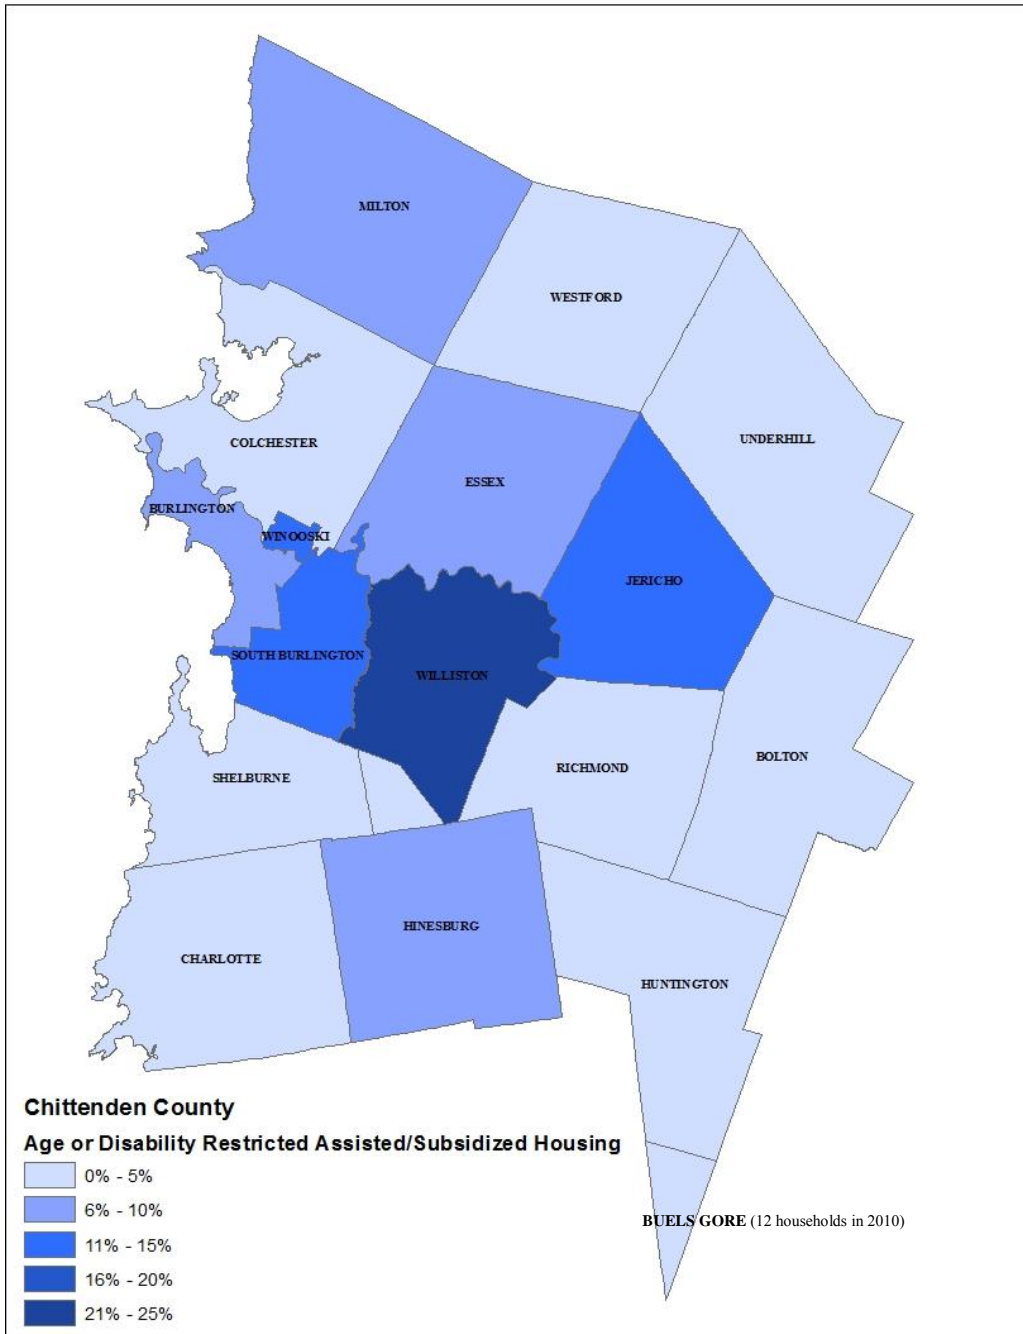 MILTON
WESTFORD
UNDERHILL
COLCHESTER
ESSEX
BURLINGTON
WINOOSKI
JERICHO
SOUTH BURLINGTON
WILLISTON
BOLTON
RICHMOND
SHELBURNE
HINESBURG
CHARLOTTE
HUNTINGTON
Chittenden County
Age or Disability Restricted Assisted/Subsidized Housing
0% - 5%
6% - 10%
11% - 15%
16% - 20%
21% - 25%
BUELS GORE (12 households in 2010)